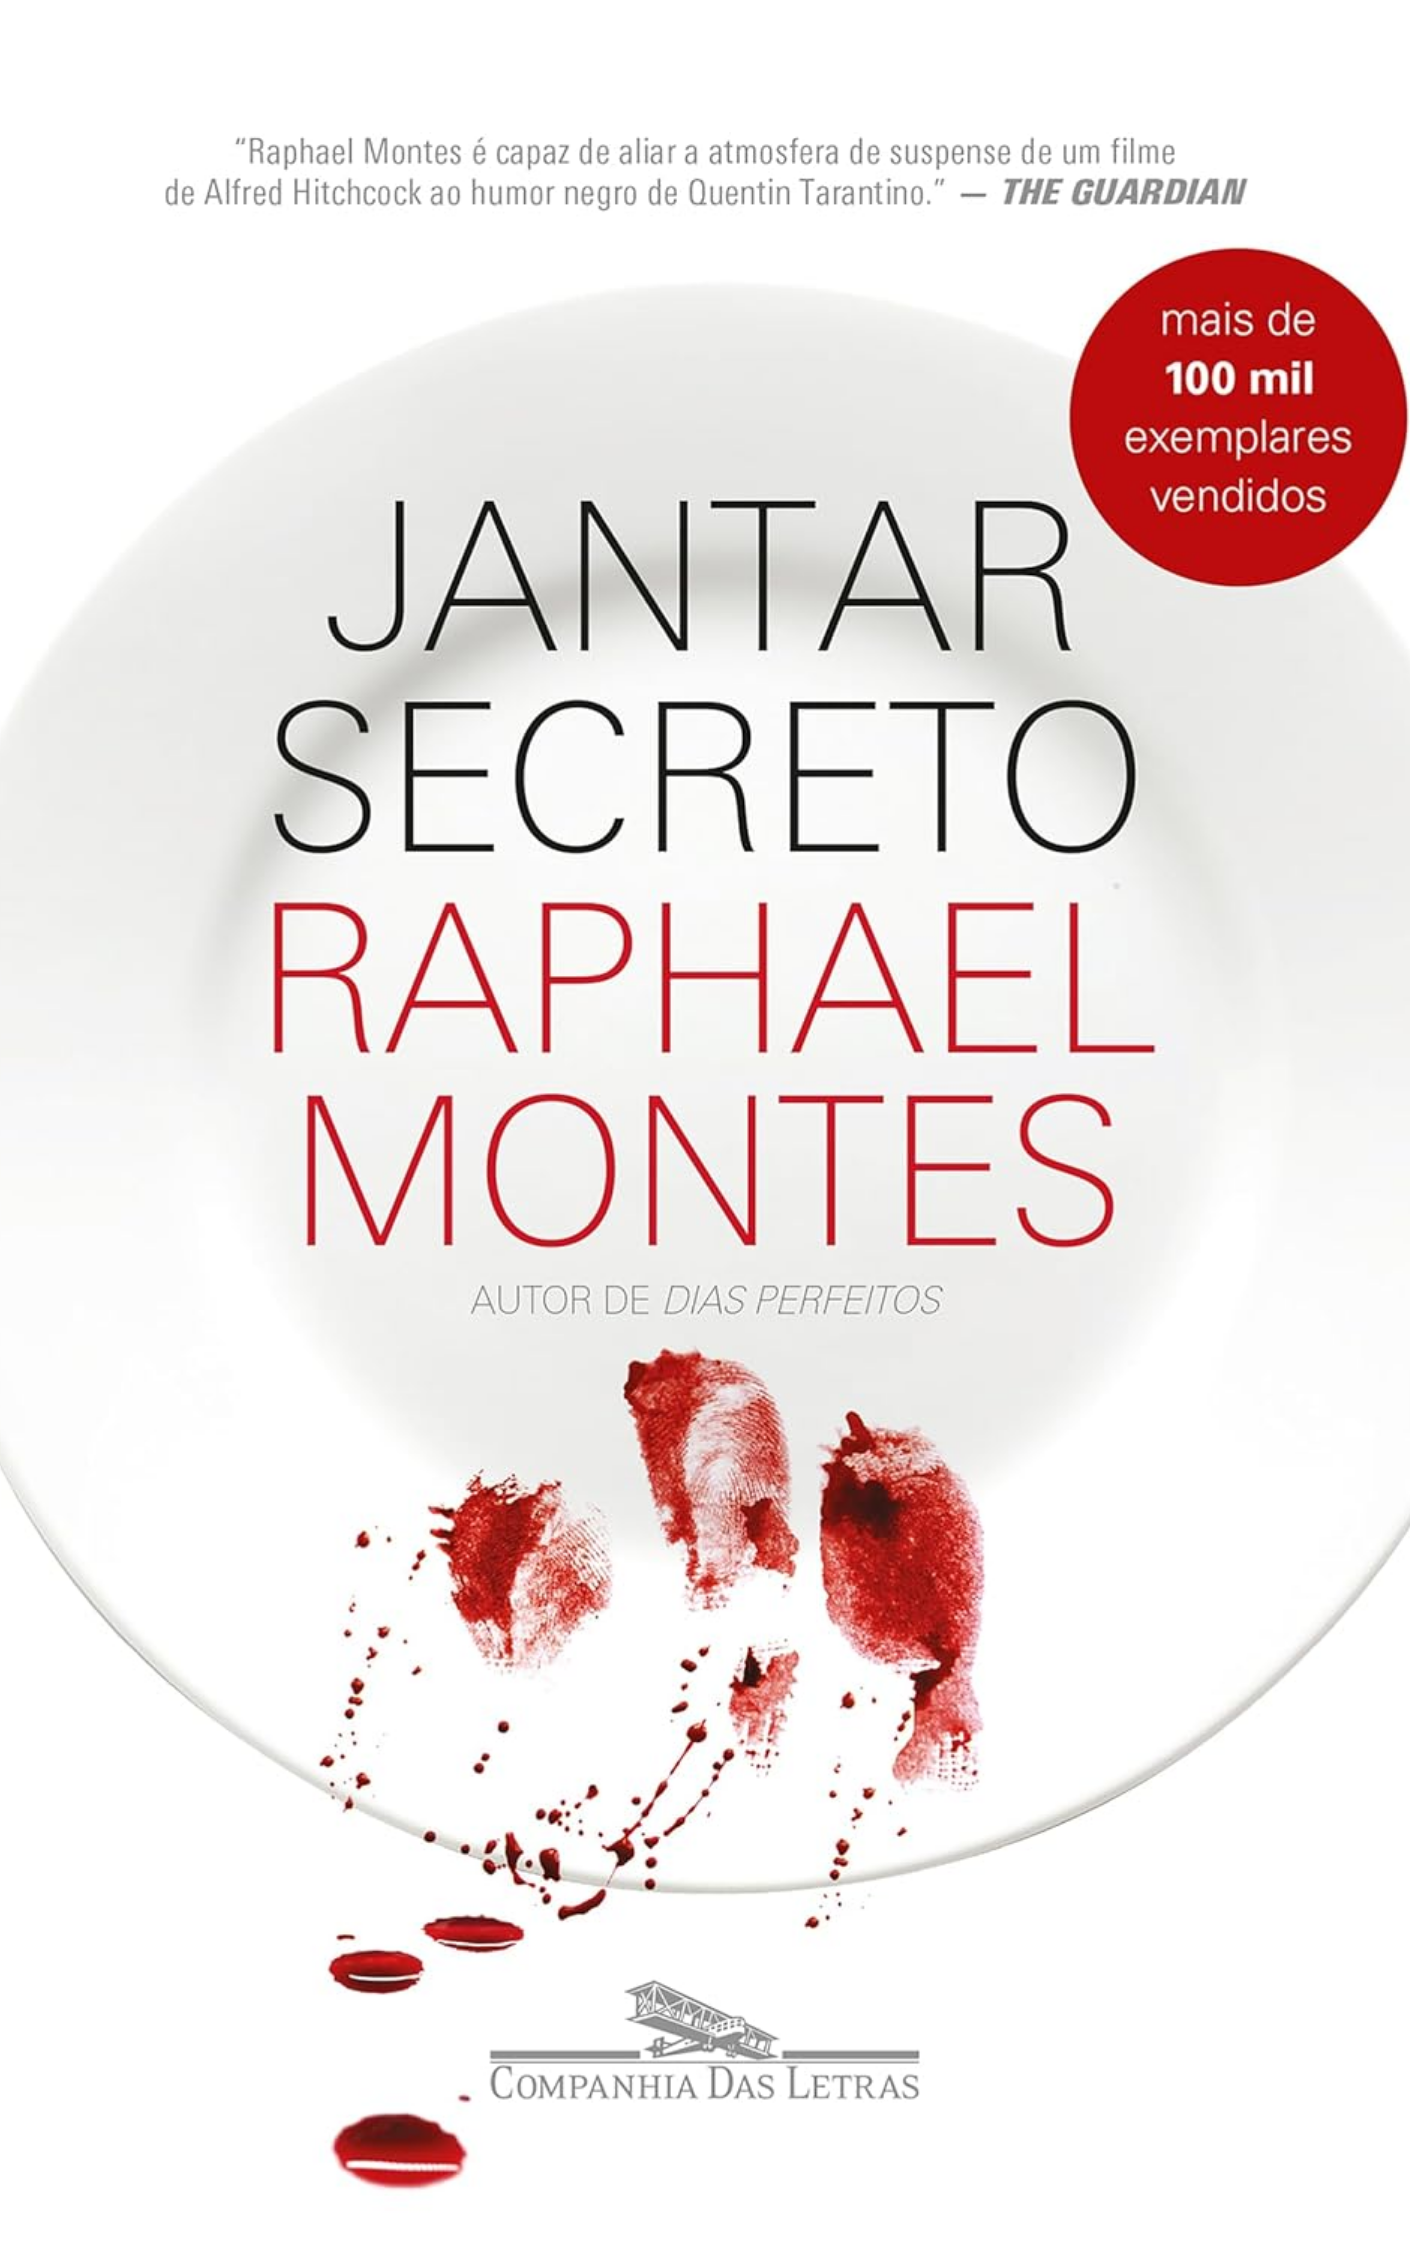 “Raphael Montes é capaz de aliar a atmosfera de suspense de um filme
de Alfred Hitchcock ao humor negro de Quentin Tarantino.” — THE GUARDIAN
mais de
100 mil
exemplares
vendidos
JANTAR
SECRETO
RAPHAEL
MONTES
AUTOR DE DIAS PERFEITOS
COMPANHIA DAS LETRAS